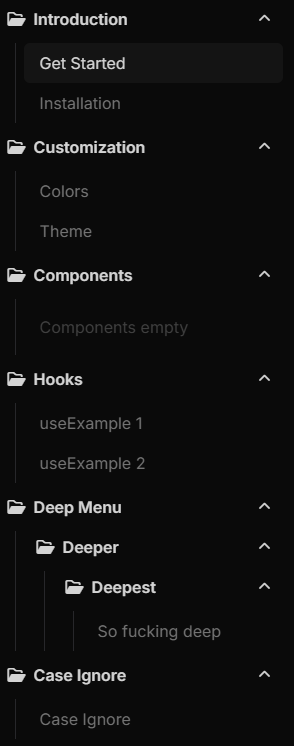 Introduction
Get Started
Installation
Customization
Colors
Theme
Components
Components empty
Hooks
useExample 1
useExample 2
Deep Menu
Deeper
Deepest
So fucking deep
Case Ignore
Case Ignore